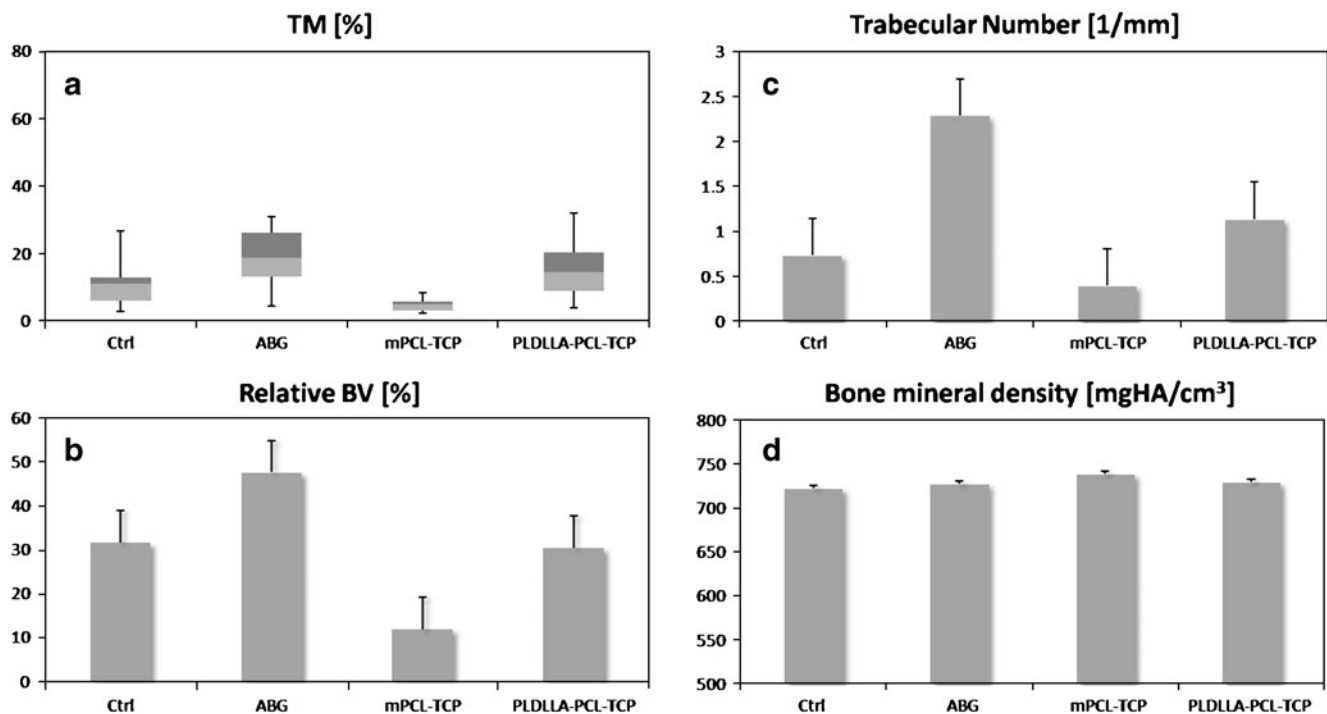 TM [%]
80
60
40
20
0
a
Ctrl
ABG
mPCL-TCP
PLDLLA-PCL-TCP
Trabecular Number [1/mm]
3
2.5
2
1.5
1
0.5
0
c
Ctrl
ABG
mPCL-TCP
PLDLLA-PCL-TCP
Relative BV [%]
60
50
40
30
20
10
0
b
Ctrl
ABG
mPCL-TCP
PLDLLA-PCL-TCP
Bone mineral density [mgHA/cm³]
800
750
700
650
600
550
500
d
Ctrl
ABG
mPCL-TCP
PLDLLA-PCL-TCP